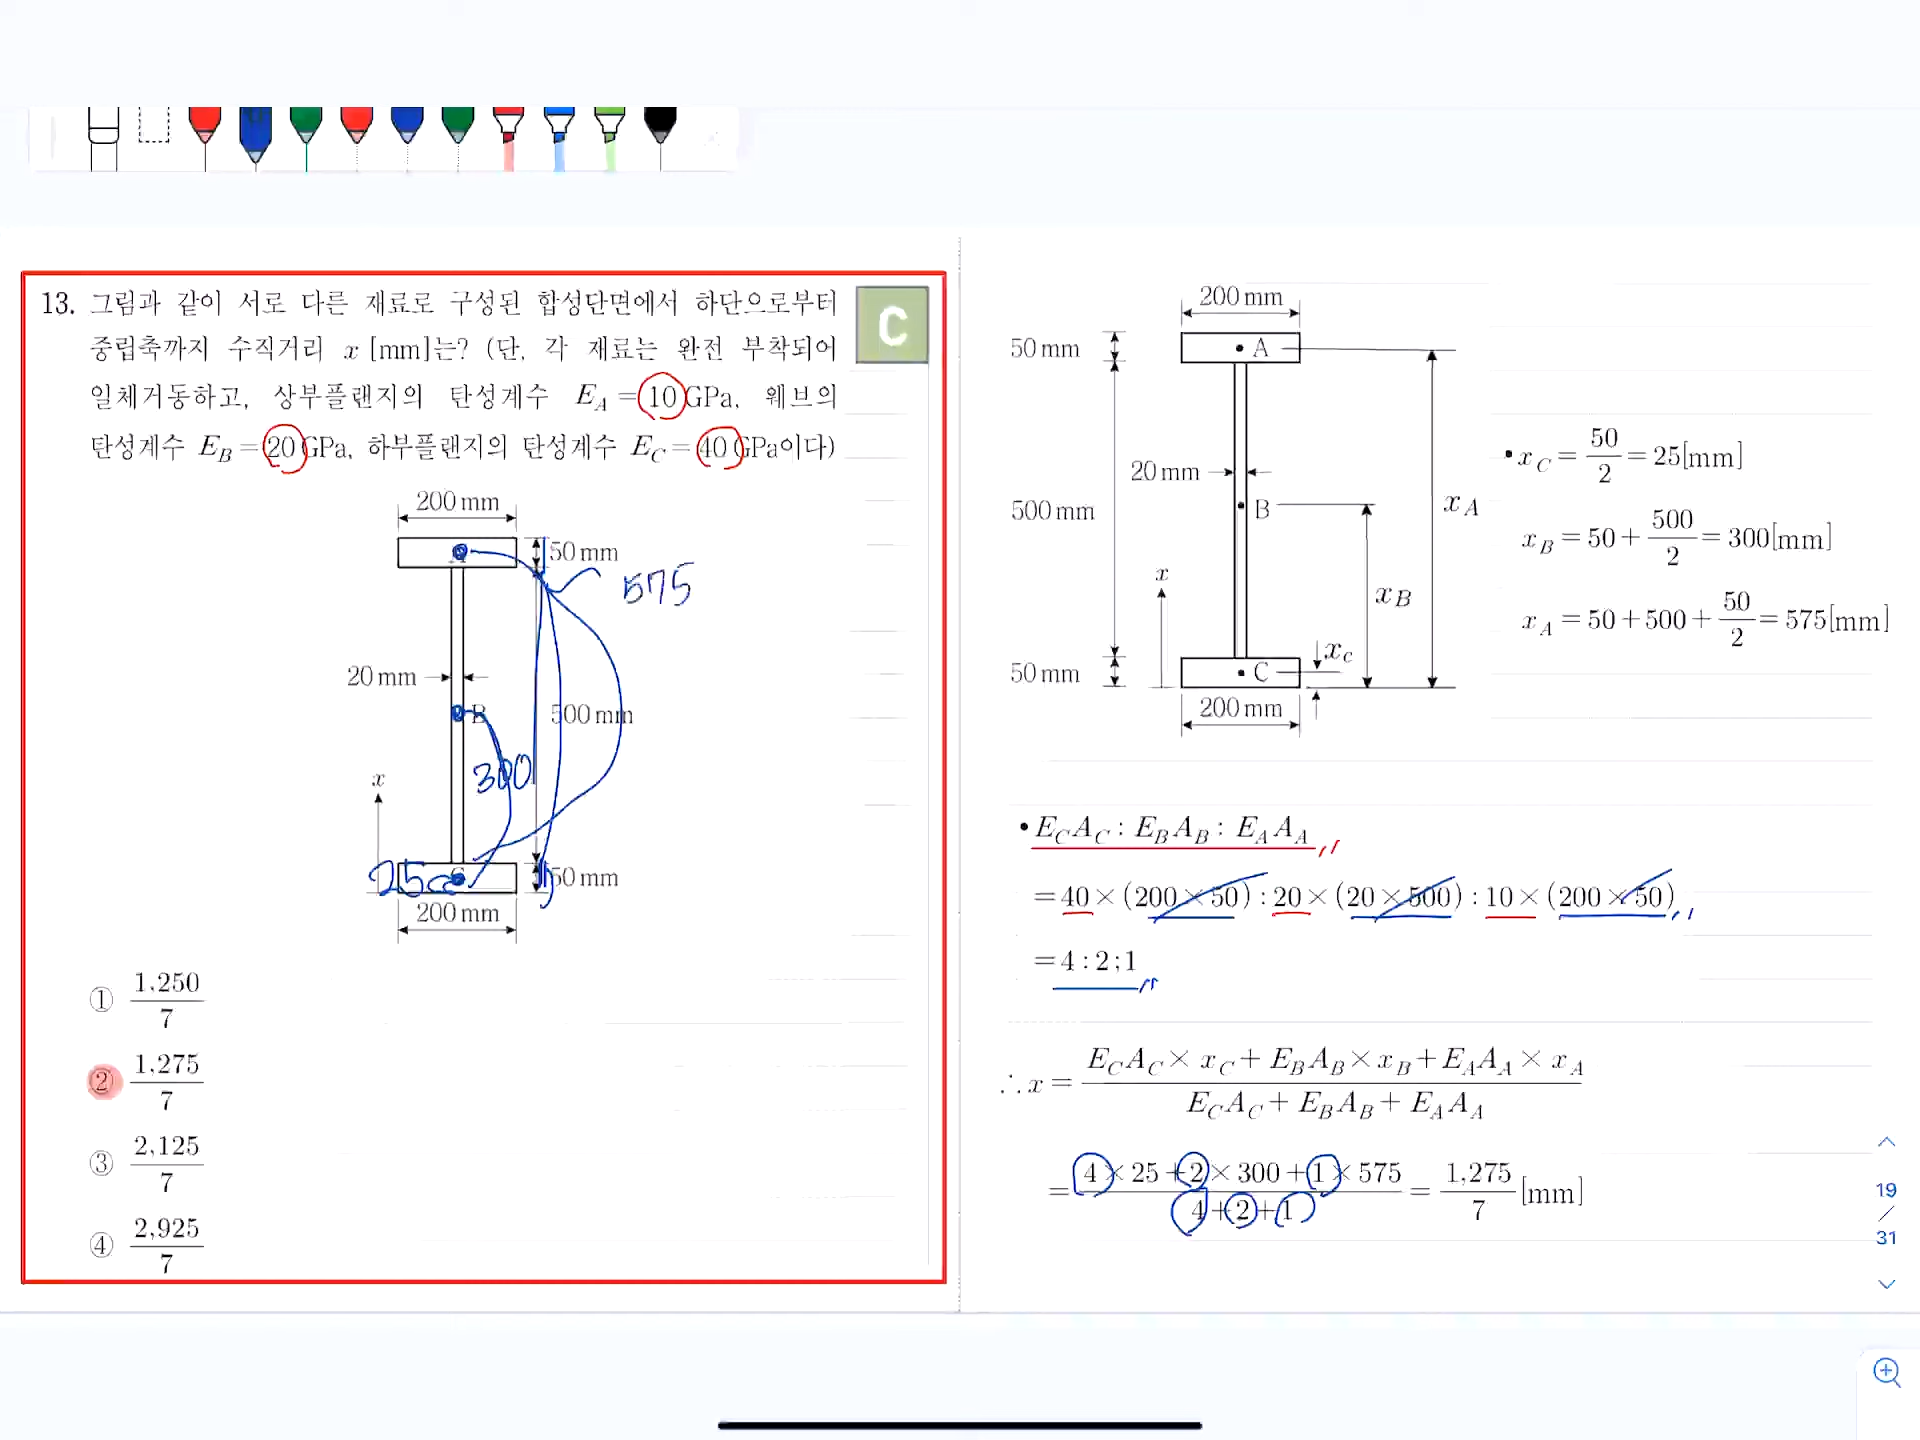 13. 그림과 같이 서로 다른 재료로 구성된 합성단면에서 하단으로부터
중립축까지 수직거리 x [mm]는? (단, 각 재료는 완전 부착되어
일체거동하고, 상부플랜지의 탄성계수 E_A = 10 GPa, 웨브의
탄성계수 E_B = 20 GPa, 하부플랜지의 탄성계수 E_C = 40 GPa이다)
C
200 mm
50 mm
575
20 mm
B
500 mm
300
x
25
50 mm
200 mm
① 1,250/7
② 1,275/7
③ 2,125/7
④ 2,925/7
200 mm
50 mm
A
20 mm
500 mm
B
x_A
x_B
x
x_c
50 mm
C
200 mm
• x_C = 50/2 = 25[mm]
x_B = 50 + 500/2 = 300[mm]
x_A = 50 + 500 + 50/2 = 575[mm]
• E_C A_C : E_B A_B : E_A A_A
= 40 × (200 × 50) : 20 × (20 × 500) : 10 × (200 × 50)
= 4 : 2 ; 1
∴ x = (E_C A_C × x_C + E_B A_B × x_B + E_A A_A × x_A)/(E_C A_C + E_B A_B + E_A A_A)
= (4 × 25 + 2 × 300 + 1 × 575)/(4 + 2 + 1) = 1,275/7 [mm]
19
/
31